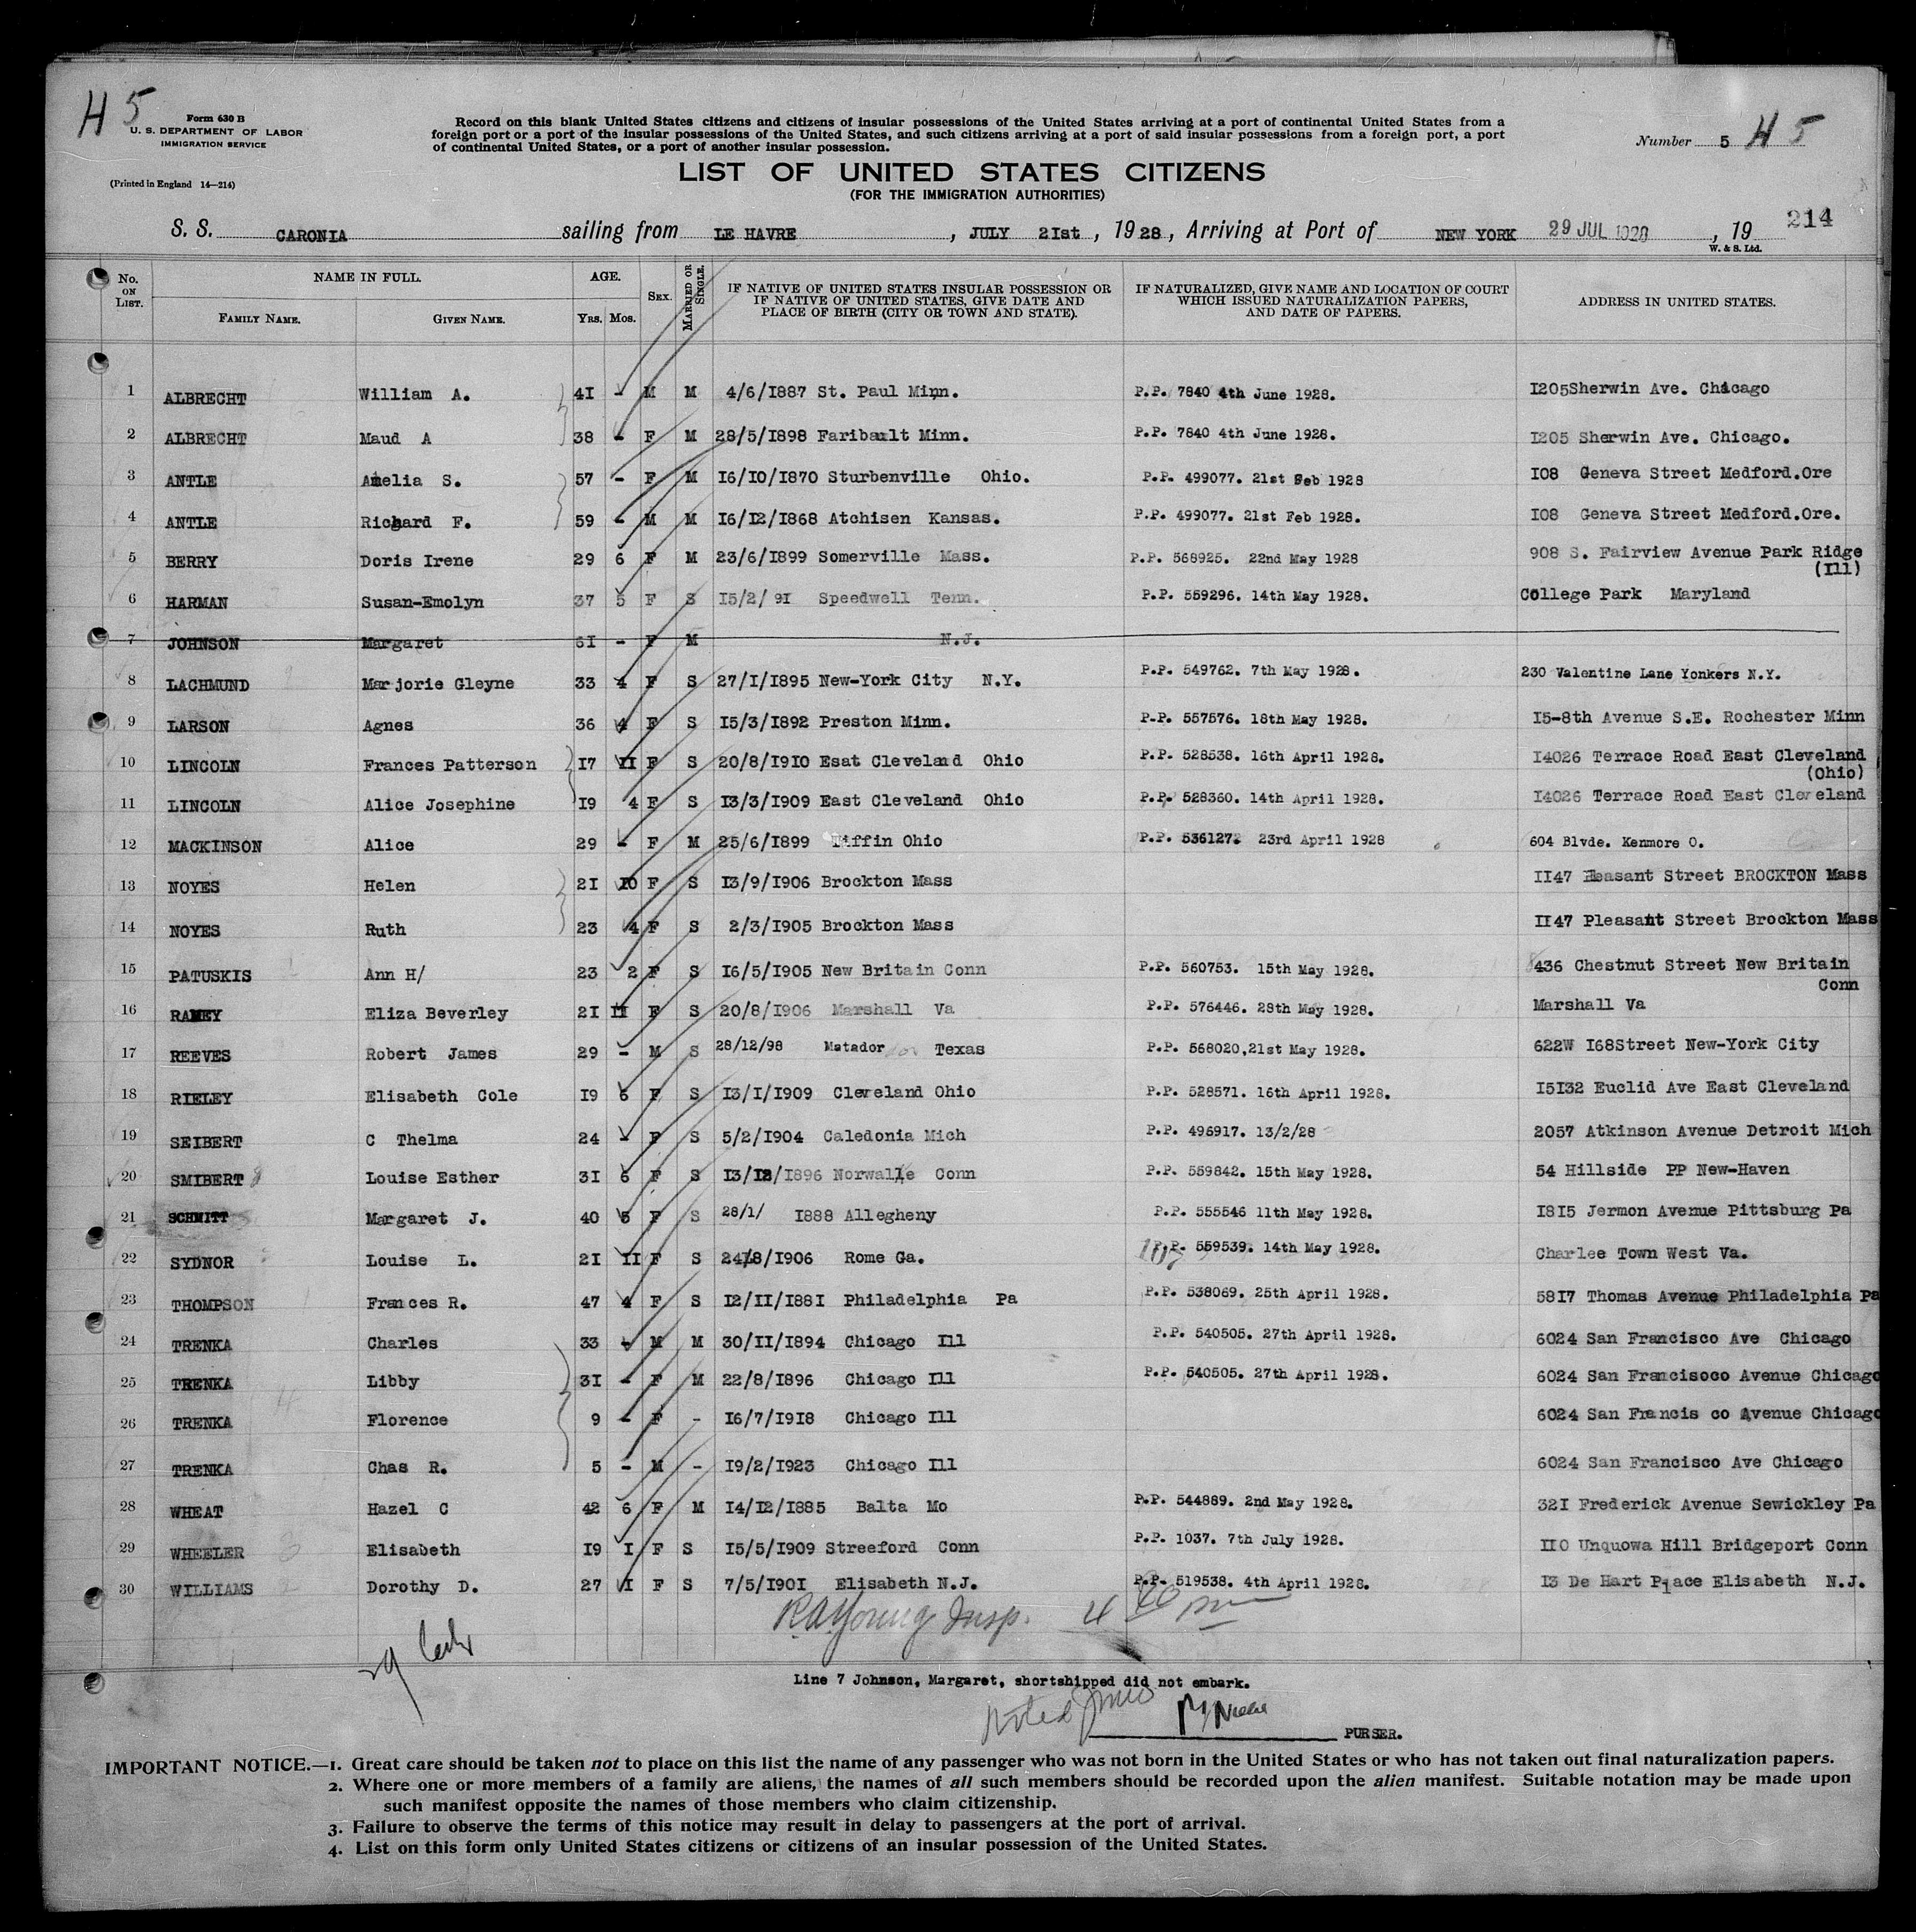 H 5
Form 630 B
U. S. DEPARTMENT OF LABOR
IMMIGRATION SERVICE
(Printed in England 14—214)
Record on this blank United States citizens and citizens of insular possessions of the United States arriving at a port of continental United States from a
foreign port or a port of the insular possessions of the United States, and such citizens arriving at a port of said insular possessions from a foreign port, a port
of continental United States, or a port of another insular possession.
Number 5 H 5
LIST OF UNITED STATES CITIZENS
(FOR THE IMMIGRATION AUTHORITIES)
S. S. CARONIA sailing from LE HAVRE, JULY 21st, 1928, Arriving at Port of NEW YORK 29 JUL 1928, 19 214
W. & S. Ltd.
No. ON LIST. NAME IN FULL. FAMILY NAME. GIVEN NAME. AGE. Yrs. Mos. SEX. MARRIED OR SINGLE. IF NATIVE OF UNITED STATES INSULAR POSSESSION OR IF NATIVE OF UNITED STATES, GIVE DATE AND PLACE OF BIRTH (CITY OR TOWN AND STATE). IF NATURALIZED, GIVE NAME AND LOCATION OF COURT WHICH ISSUED NATURALIZATION PAPERS, AND DATE OF PAPERS. ADDRESS IN UNITED STATES.
1 ALBRECHT William A. 41 - M M 4/6/1887 St. Paul Minn. P.P. 7840 4th June 1928. 1205Sherwin Ave. Chicago
2 ALBRECHT Maud A 38 - F M 28/5/1898 Faribault Minn. P.P. 7840 4th June 1928. 1205 Sherwin Ave. Chicago.
3 ANTLE Amelia S. 57 - F M 16/10/1870 Sturbenville Ohio. P.P. 499077. 21st Feb 1928 108 Geneva Street Medford.Ore
4 ANTLE Richard F. 59 - M M 16/12/1868 Atchisen Kansas. P.P. 499077. 21st Feb 1928. 108 Geneva Street Medford.Ore.
5 BERRY Doris Irene 29 6 F M 23/6/1899 Somerville Mass. P.P. 568925. 22nd May 1928 908 S. Fairview Avenue Park Ridge
(Ill)
6 HARMAN Susan-Emolyn 37 5 F S 15/2/ 91 Speedwell Tenn. P.P. 559296. 14th May 1928. College Park Maryland
7 JOHNSON Margaret 61 - F M N.J.
8 LACHMUND Marjorie Gleyne 33 4 F S 27/1/1895 New-York City N.Y. P.P. 549762. 7th May 1928. 230 Valentine Lane Yonkers N.Y.
9 LARSON Agnes 36 4 F S 15/3/1892 Preston Minn. P.P. 557576. 18th May 1928. 15-8th Avenue S.E. Rochester Minn
10 LINCOLN Frances Patterson 17 11 F S 20/8/1910 Esat Cleveland Ohio P.P. 528538. 16th April 1928. 14026 Terrace Road East Cleveland
(Ohio)
11 LINCOLN Alice Josephine 19 4 F S 13/3/1909 East Cleveland Ohio P.P. 528360. 14th April 1928. 14026 Terrace Road East Cleveland
12 MACKINSON Alice 29 - F M 25/6/1899 Tiffin Ohio P.P. 536127. 23rd April 1928 604 Blvde. Kenmore O.
13 NOYES Helen 21 10 F S 13/9/1906 Brockton Mass 1147 Pleasant Street BROCKTON Mass
14 NOYES Ruth 23 4 F S 2/3/1905 Brockton Mass 1147 Pleasant Street Brockton Mass
15 PATUSKIS Ann H/ 23 2 F S 16/5/1905 New Britain Conn P.P. 560753. 15th May 1928. 436 Chestnut Street New Britain
Conn
16 RAMEY Eliza Beverley 21 11 F S 20/8/1906 Marshall Va P.P. 576446. 28th May 1928. Marshall Va
17 REEVES Robert James 29 - M S 28/12/98 Matador Texas P.P. 568020,21st May 1928. 622W 168Street New-York City
18 RIELEY Elisabeth Cole 19 6 F S 13/1/1909 Cleveland Ohio P.P. 528571. 16th April 1928. 15132 Euclid Ave East Cleveland
19 SEIBERT C Thelma 24 - F S 5/2/1904 Caledonia Mich P.P. 496917. 13/2/28 2057 Atkinson Avenue Detroit Mich
20 SMIBERT Louise Esther 31 6 F S 13/12/1896 Norwalle Conn P.P. 559842. 15th May 1928. 54 Hillside PP New-Haven
21 SCHMITT Margaret J. 40 5 F S 28/1/ 1888 Allegheny P.P. 555546 11th May 1928. 1815 Jermon Avenue Pittsburg Pa
22 SYDNOR Louise L. 21 11 F S 24/8/1906 Rome Ga. P.P. 559539. 14th May 1928. Charlee Town West Va.
23 THOMPSON Frances R. 47 4 F S 12/11/1881 Philadelphia Pa P.P. 538069. 25th April 1928. 5817 Thomas Avenue Philadelphia Pa
24 TRENKA Charles 33 - M M 30/11/1894 Chicago Ill P.P. 540505. 27th April 1928. 6024 San Francisco Ave Chicago
25 TRENKA Libby 31 - F M 22/8/1896 Chicago Ill P.P. 540505. 27th April 1928. 6024 San Francisoco Avenue Chicago
26 TRENKA Florence 9 - F - 16/7/1918 Chicago Ill 6024 San Francis co Avenue Chicago
27 TRENKA Chas R. 5 - M - 19/2/1923 Chicago Ill 6024 San Francisco Ave Chicago
28 WHEAT Hazel C 42 6 F M 14/12/1885 Balta Mo P.P. 544889. 2nd May 1928. 321 Frederick Avenue Sewickley Pa
29 WHEELER Elisabeth 19 1 F S 15/5/1909 Streeford Conn P.P. 1037. 7th July 1928. 110 Unquowa Hill Bridgeport Conn
30 WILLIAMS Dorothy D. 27 1 F S 7/5/1901 Elisabeth N.J. P.P. 519538. 4th April 1928. 13 De Hart Place Elisabeth N.J.
RA Young Insp. 4
29
Line 7 Johnson, Margaret, shortshipped did not embark.
Noted
PURSER.
IMPORTANT NOTICE.—1. Great care should be taken not to place on this list the name of any passenger who was not born in the United States or who has not taken out final naturalization papers.
2. Where one or more members of a family are aliens, the names of all such members should be recorded upon the alien manifest. Suitable notation may be made upon
such manifest opposite the names of those members who claim citizenship.
3. Failure to observe the terms of this notice may result in delay to passengers at the port of arrival.
4. List on this form only United States citizens or citizens of an insular possession of the United States.